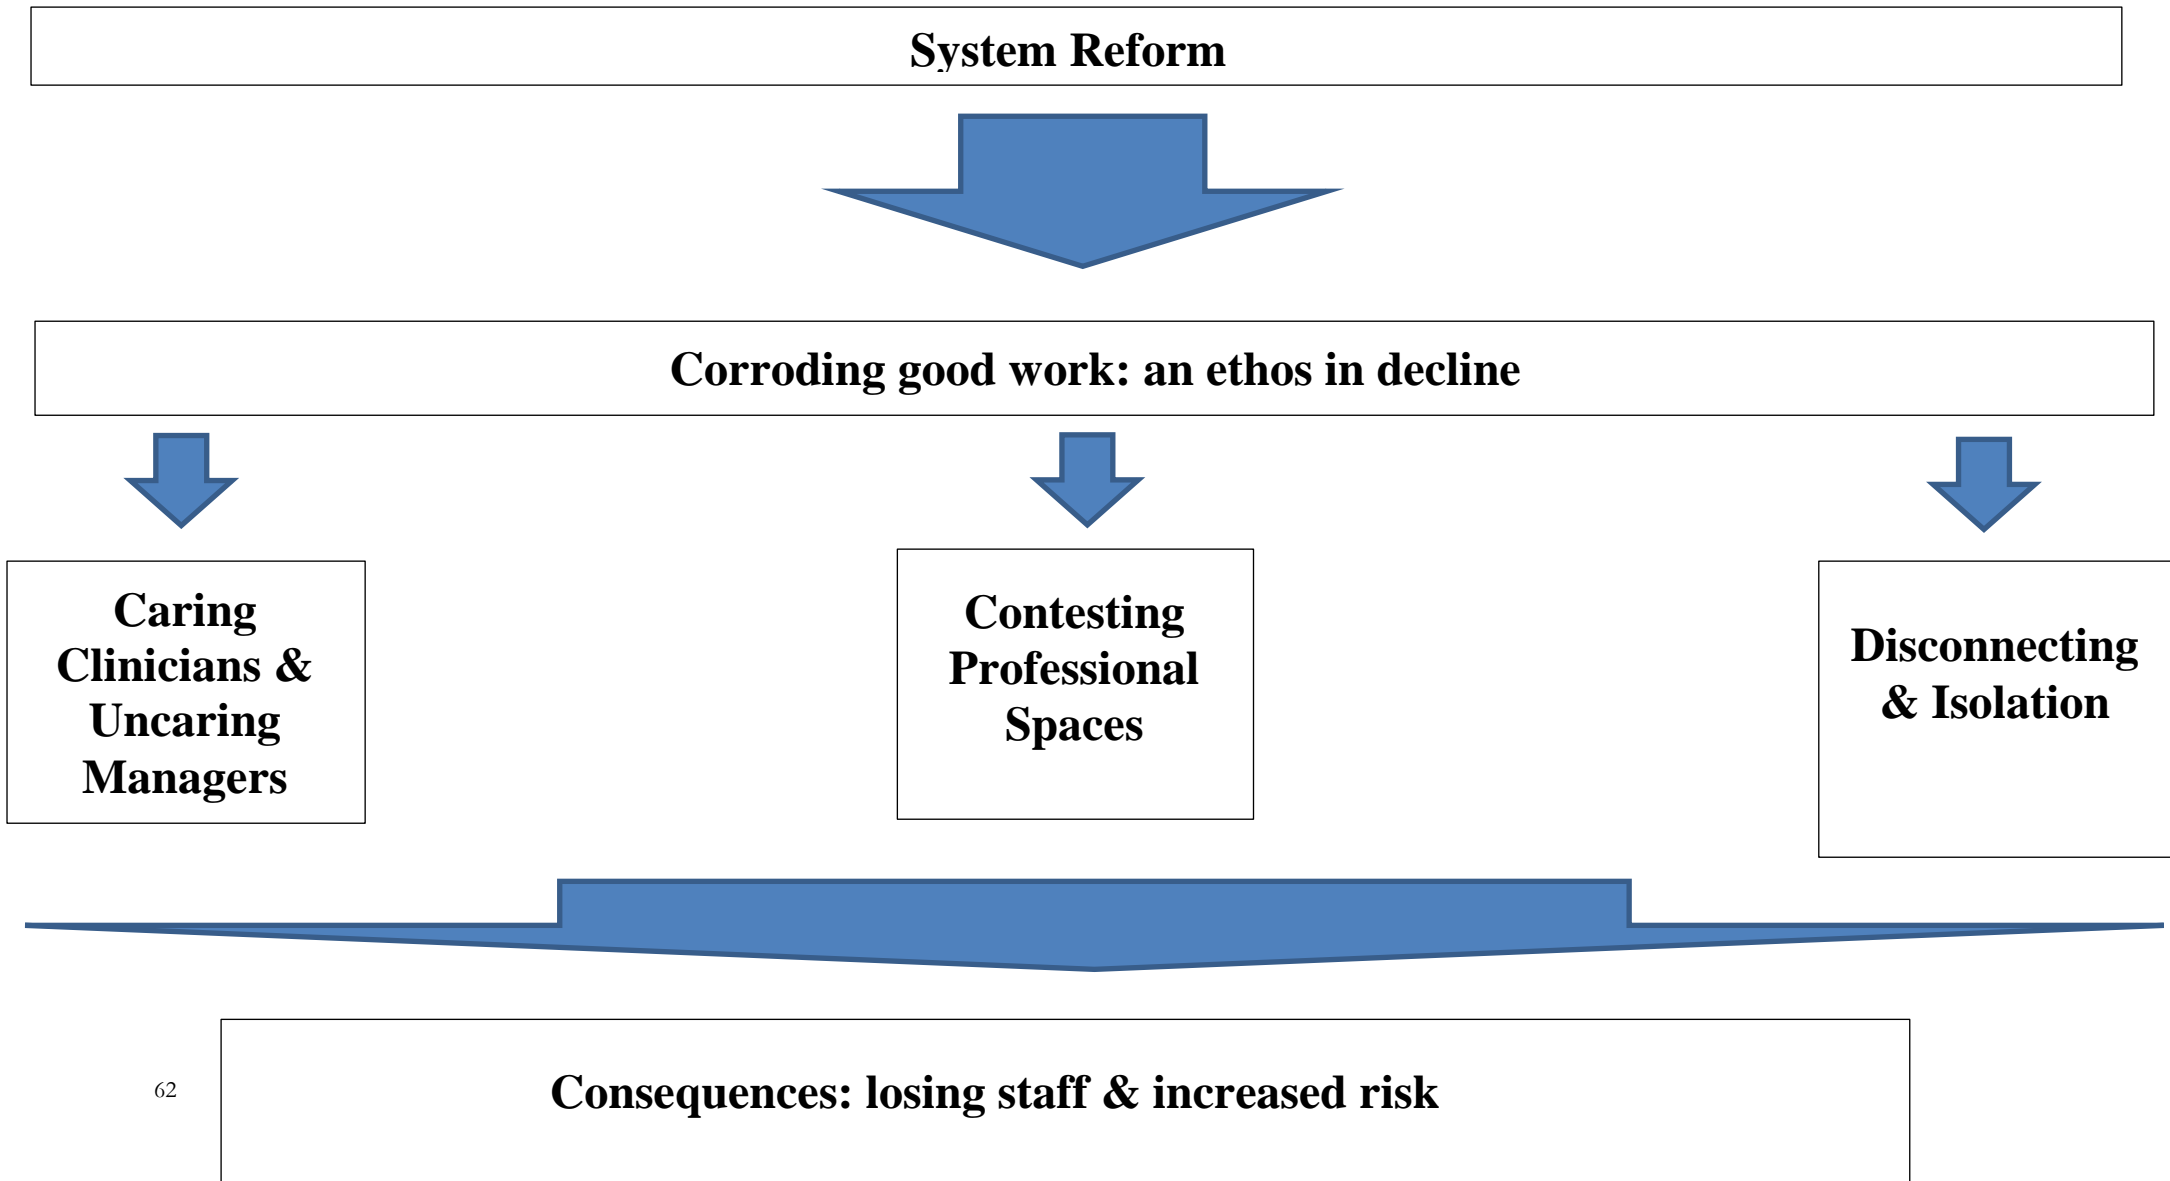 System Reform
Corroding good work: an ethos in decline
Caring
Clinicians &
Uncaring
Managers
Contesting
Professional
Spaces
Disconnecting
& Isolation
62
Consequences: losing staff & increased risk